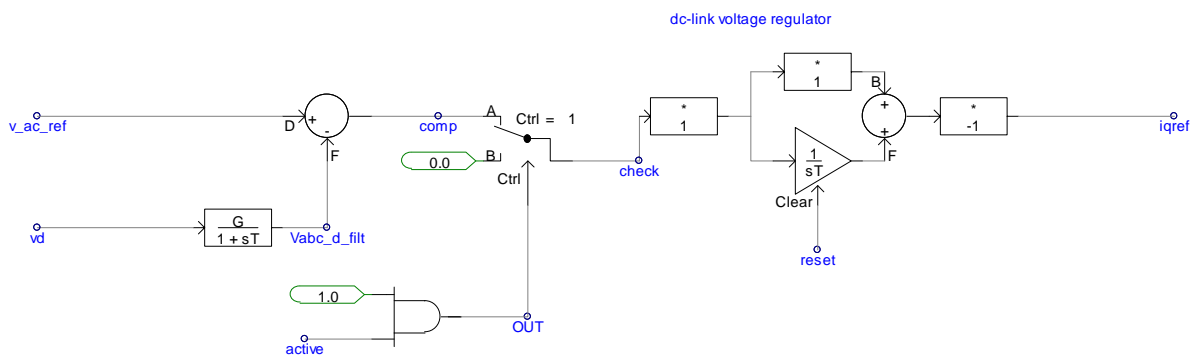 dc-link voltage regulator
*
1
v_ac_ref
D
+
-
F
comp
A
Ctrl = 1
B
0.0
Ctrl
check
*
1
B
+
+
F
1
sT
Clear
reset
*
-1
iqref
vd
G
1 + sT
Vabc_d_filt
1.0
active
OUT